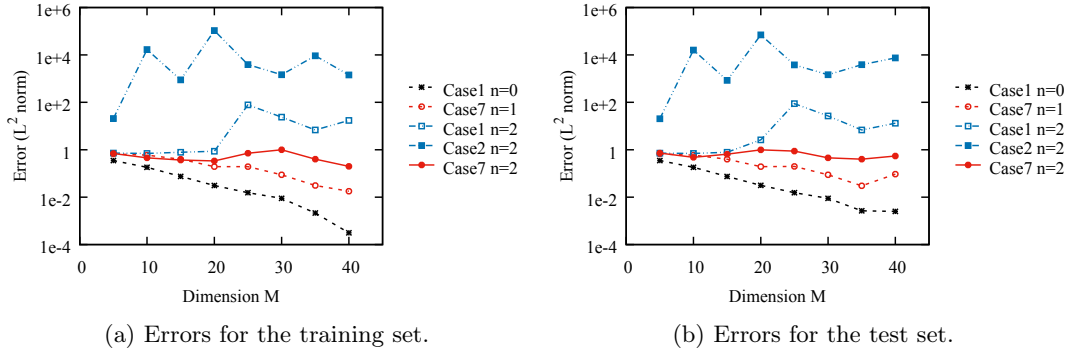 1e+6
1e+4
1e+2
1
1e-2
1e-4
Error (L² norm)
0 10 20 30 40
Dimension M
Case1 n=0
Case7 n=1
Case1 n=2
Case2 n=2
Case7 n=2
(a) Errors for the training set.
1e+6
1e+4
1e+2
1
1e-2
1e-4
Error (L² norm)
0 10 20 30 40
Dimension M
Case1 n=0
Case7 n=1
Case1 n=2
Case2 n=2
Case7 n=2
(b) Errors for the test set.